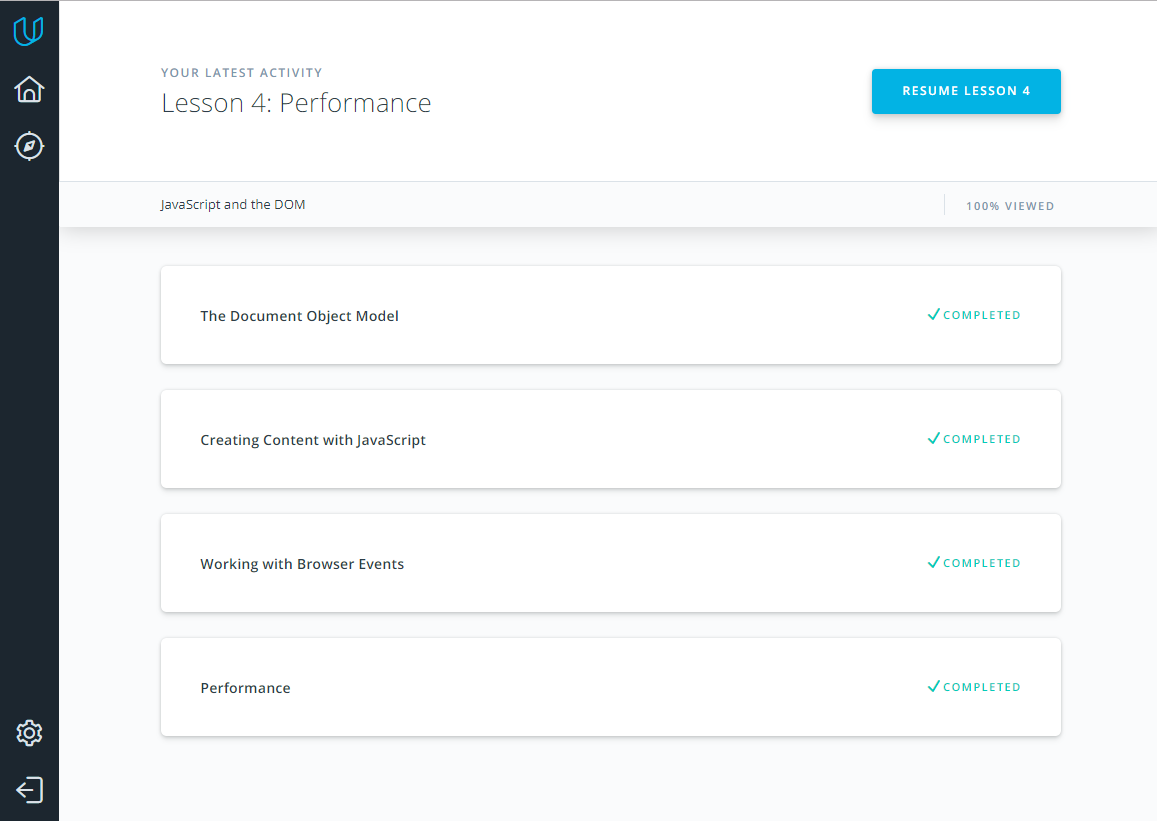 YOUR LATEST ACTIVITY
Lesson 4: Performance
RESUME LESSON 4
JavaScript and the DOM
100% VIEWED
The Document Object Model
COMPLETED
Creating Content with JavaScript
COMPLETED
Working with Browser Events
COMPLETED
Performance
COMPLETED